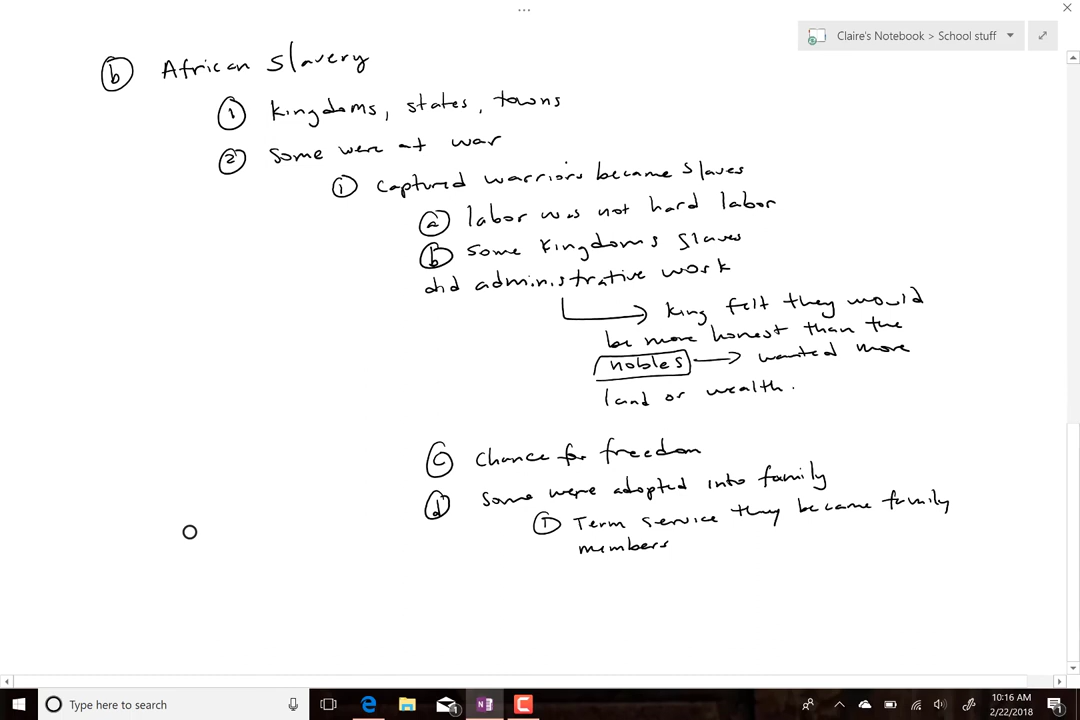 ...
Claire's Notebook > School stuff
b African slavery
1 kingdoms, states, towns
2 Some were at war
1 Captured warriors became slaves
a labor was not hard labor
b some kingdoms slaves
did administrative work
king felt they would
be more honest than the
nobles → wanted more
land or wealth.
c Chance for freedom
d some were adopted into family
1 Term service they became family
members
Type here to search
10:16 AM
2/22/2018